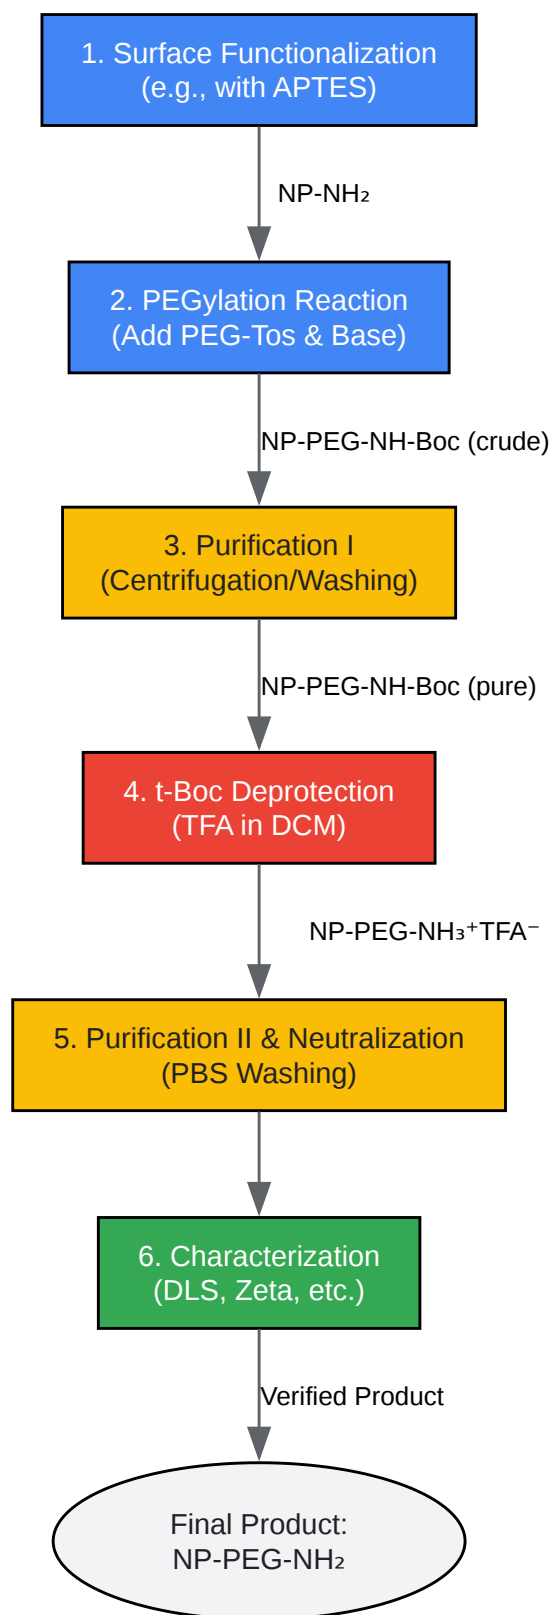 1. Surface Functionalization
(e.g., with APTES)
NP-NH₂
2. PEGylation Reaction
(Add PEG-Tos & Base)
NP-PEG-NH-Boc (crude)
3. Purification I
(Centrifugation/Washing)
NP-PEG-NH-Boc (pure)
4. t-Boc Deprotection
(TFA in DCM)
NP-PEG-NH₃⁺TFA⁻
5. Purification II & Neutralization
(PBS Washing)
6. Characterization
(DLS, Zeta, etc.)
Verified Product
Final Product:
NP-PEG-NH₂